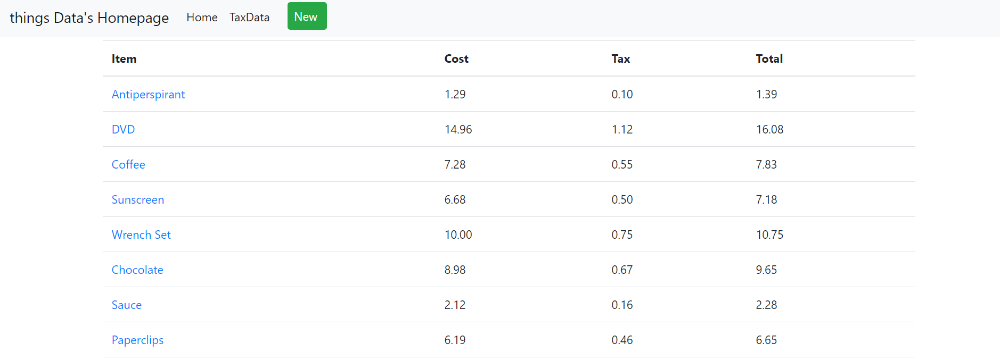 things Data's Homepage Home TaxData New
Item Cost Tax Total
Antiperspirant 1.29 0.10 1.39
DVD 14.96 1.12 16.08
Coffee 7.28 0.55 7.83
Sunscreen 6.68 0.50 7.18
Wrench Set 10.00 0.75 10.75
Chocolate 8.98 0.67 9.65
Sauce 2.12 0.16 2.28
Paperclips 6.19 0.46 6.65